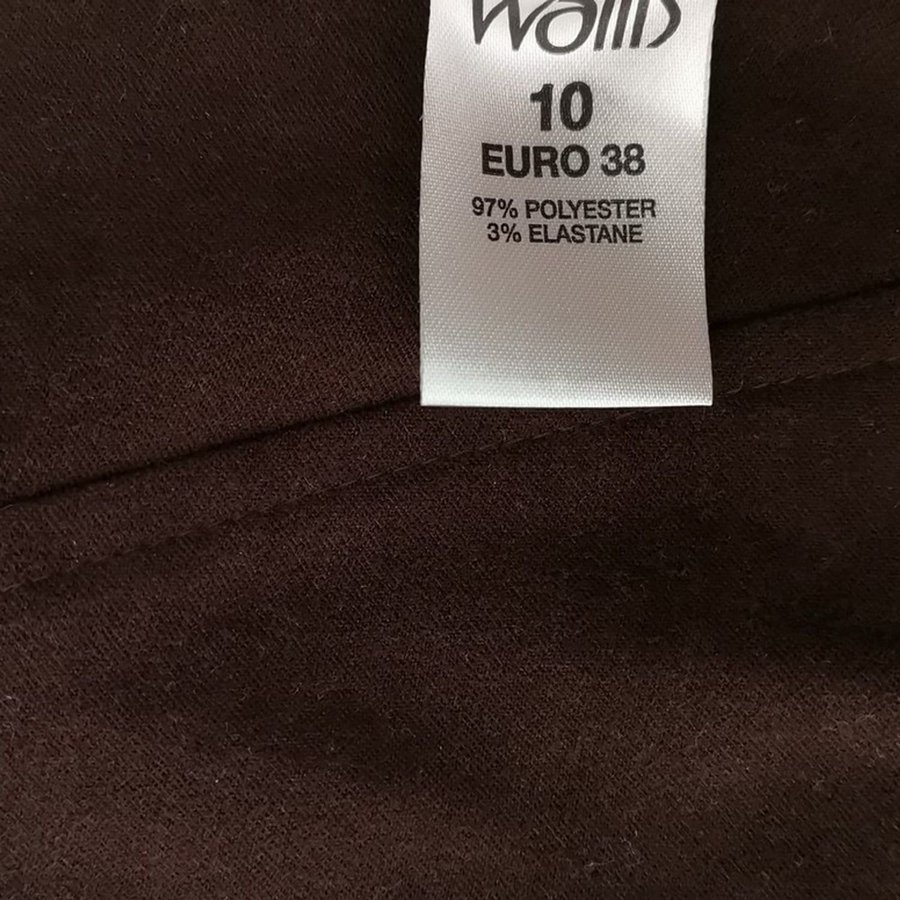 Wallis
10
EURO 38
97% POLYESTER
3% ELASTANE